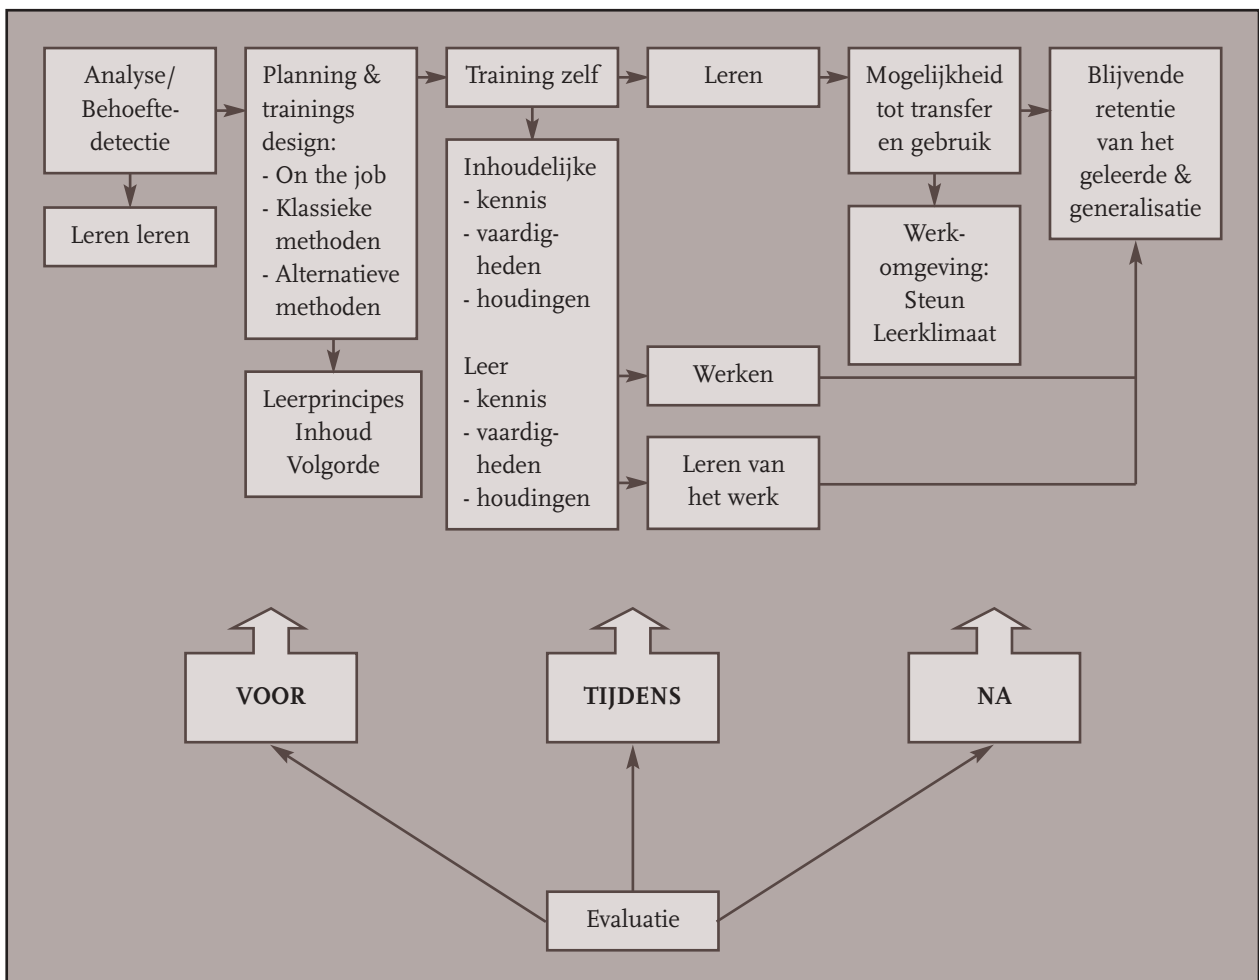 Analyse/
Behoefte-
detectie
Leren leren
Planning &
trainings
design:
- On the job
- Klassieke
methoden
- Alternatieve
methoden
Leerprincipes
Inhoud
Volgorde
Training zelf
Inhoudelijke
- kennis
- vaardig-
heden
- houdingen
Leer
- kennis
- vaardig-
heden
- houdingen
Leren
Werken
Leren van
het werk
Mogelijkheid
tot transfer
en gebruik
Werk-
omgeving:
Steun
Leerklimaat
Blijvende
retentie
van het
geleerde &
generalisatie
VOOR
TIJDENS
NA
Evaluatie